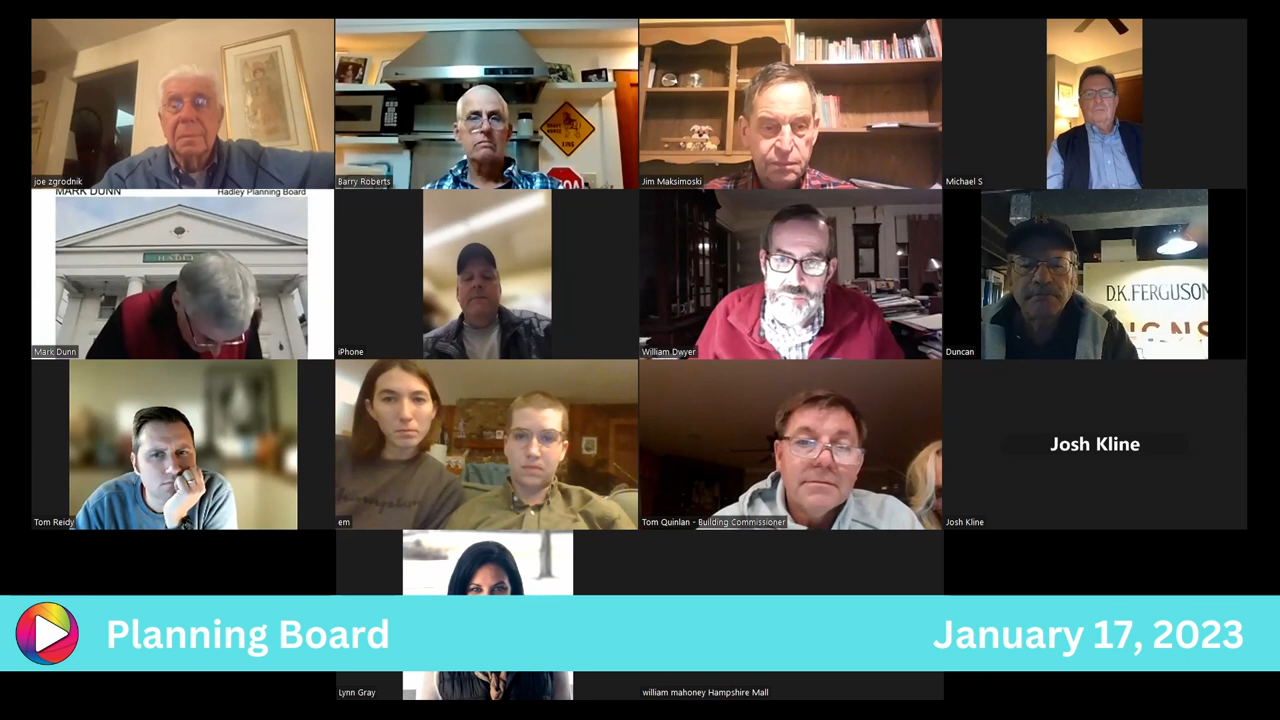 joe zgrodnik
Barry Roberts
Jim Maksimoski
Michael S
MARK DUNN
Hadley Planning Board
HADLEY
Mark Dunn
iPhone
William Dwyer
D.K.FERGUSON
SIGNS
Duncan
Tom Reidy
em
Tom Quinlan - Building Commissioner
Josh Kline
Josh Kline
Planning Board
January 17, 2023
Lynn Gray
william mahoney Hampshire Mall